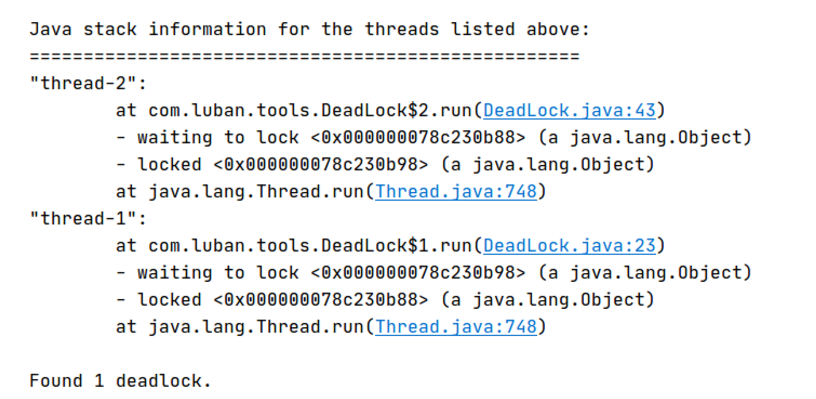 Java stack information for the threads listed above:
===================================================
"thread-2":
        at com.luban.tools.DeadLock$2.run(DeadLock.java:43)
        - waiting to lock <0x000000078c230b88> (a java.lang.Object)
        - locked <0x000000078c230b98> (a java.lang.Object)
        at java.lang.Thread.run(Thread.java:748)
"thread-1":
        at com.luban.tools.DeadLock$1.run(DeadLock.java:23)
        - waiting to lock <0x000000078c230b98> (a java.lang.Object)
        - locked <0x000000078c230b88> (a java.lang.Object)
        at java.lang.Thread.run(Thread.java:748)

Found 1 deadlock.